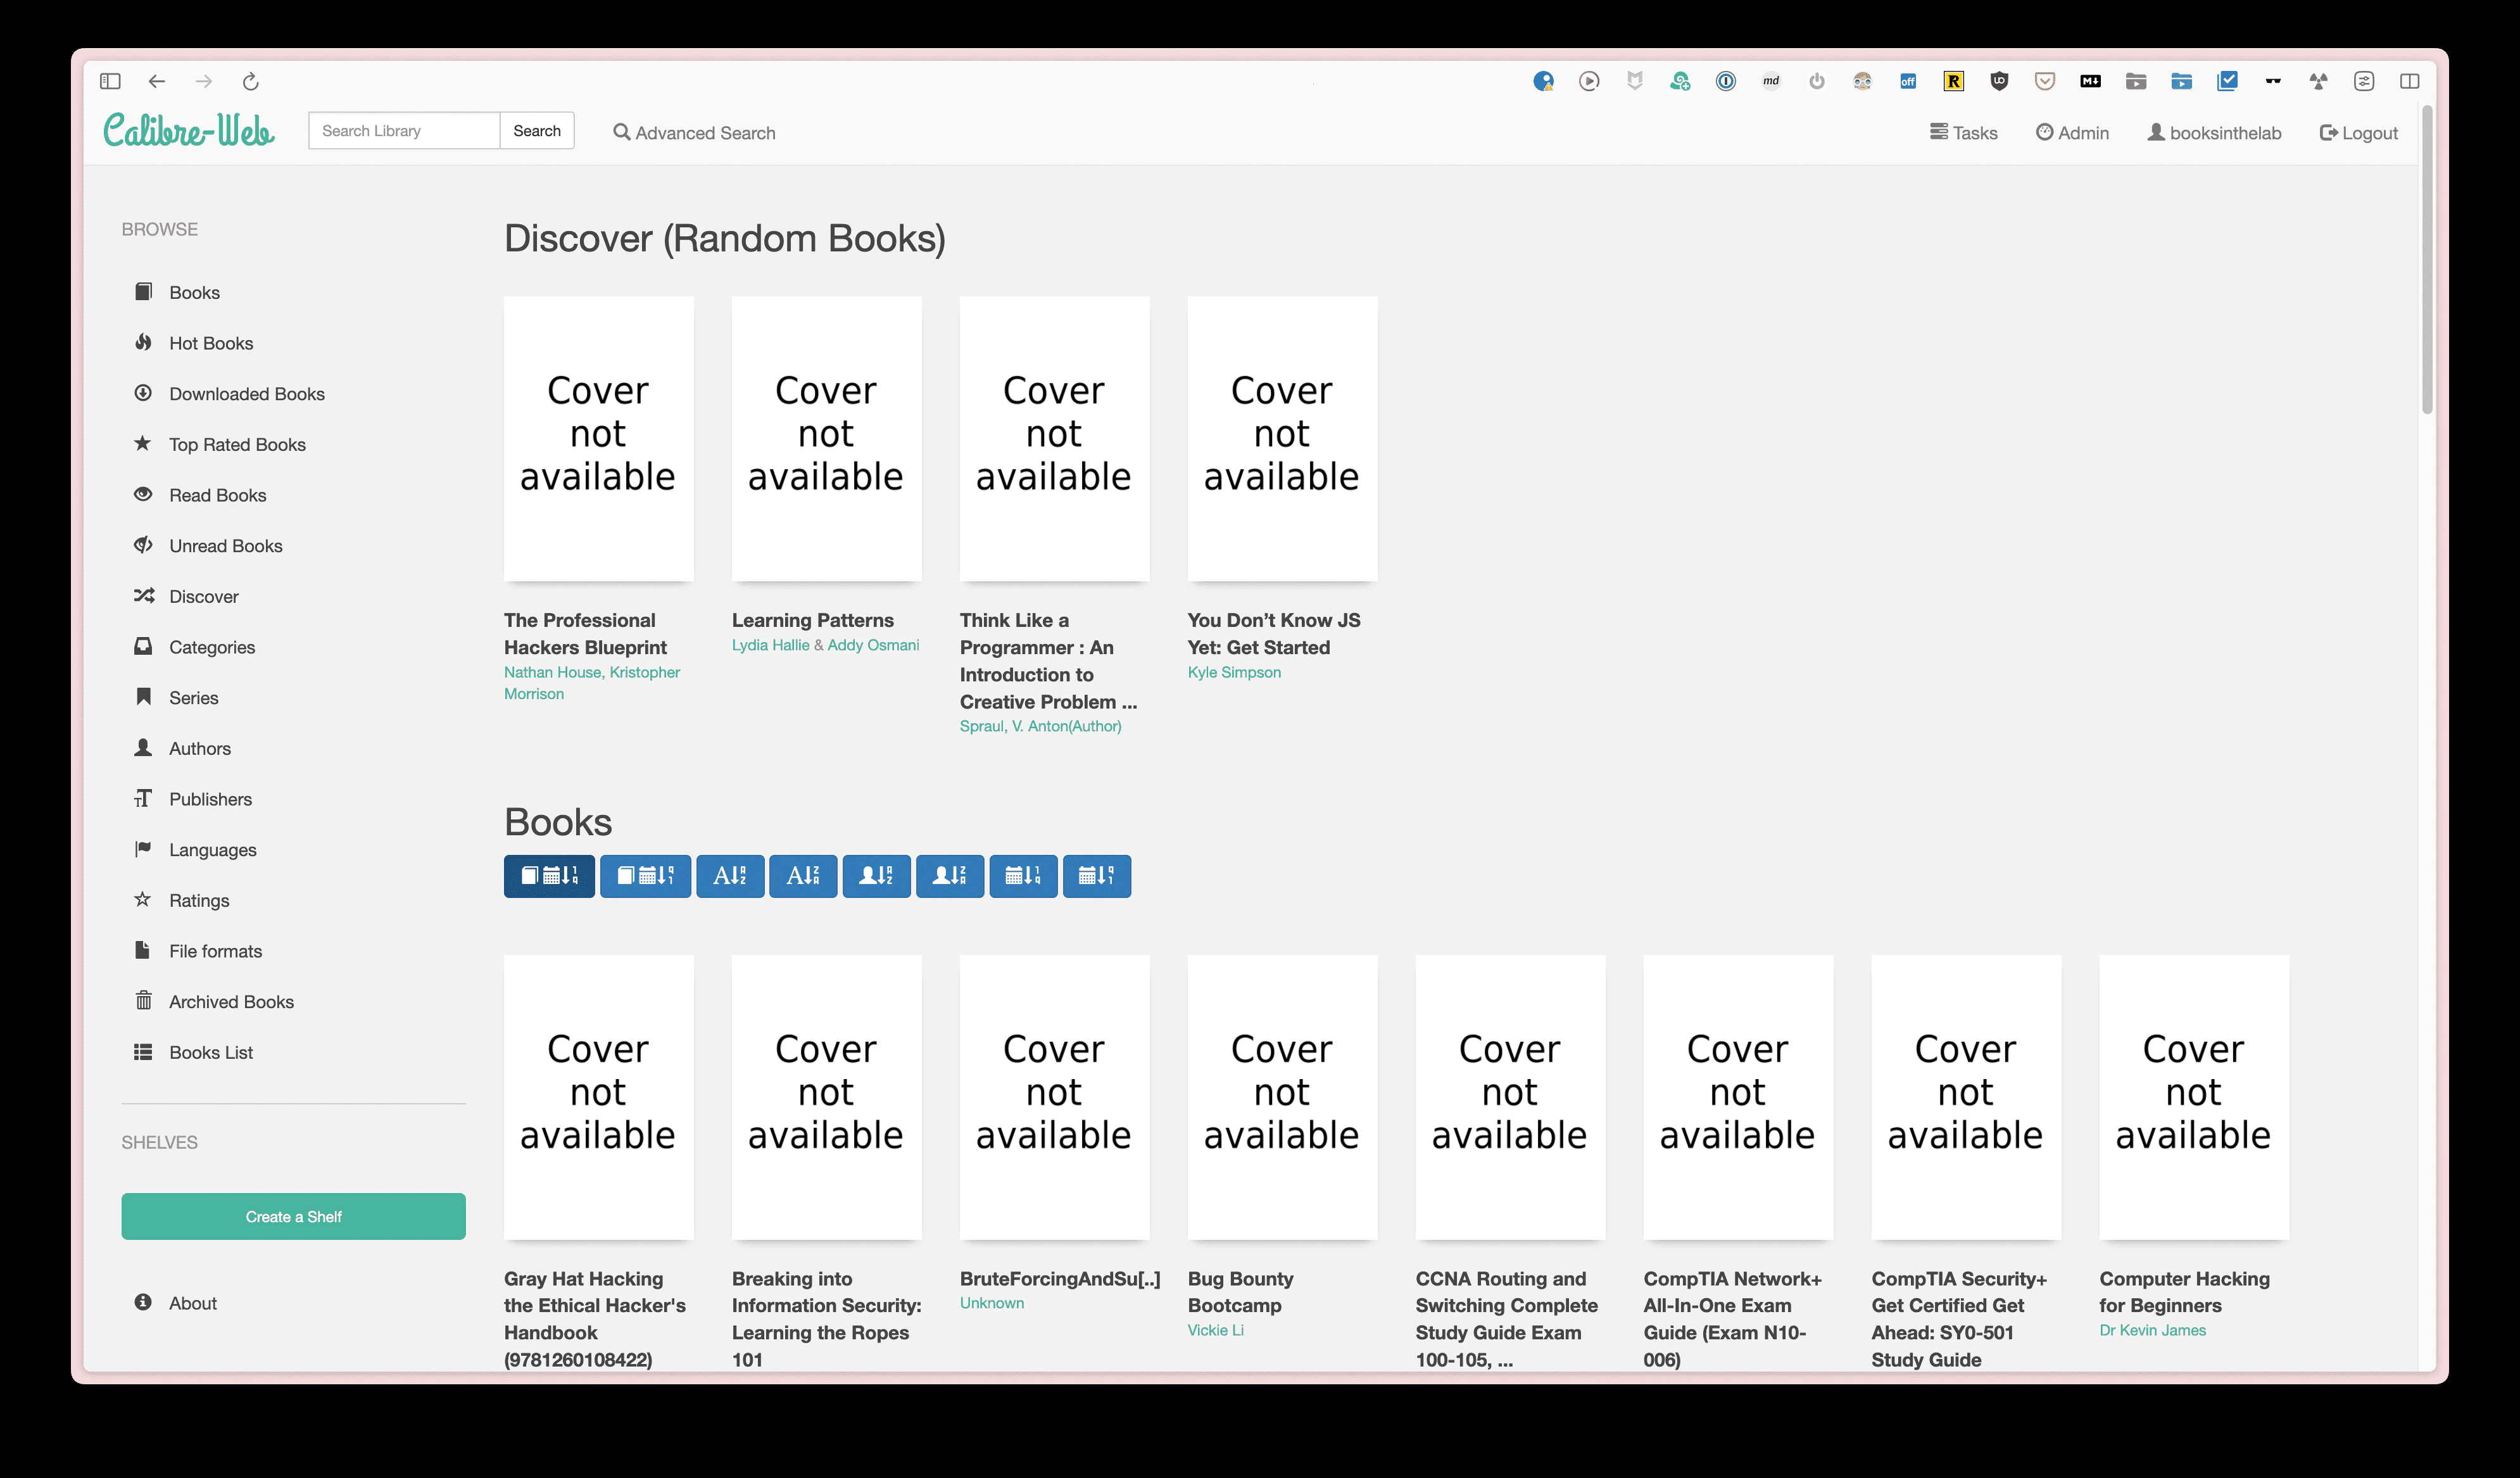 md
off
R
UO
M↓
Calibre-Web
Search Library
Search
Advanced Search
Tasks
Admin
booksinthelab
Logout
BROWSE
Books
Hot Books
Downloaded Books
Top Rated Books
Read Books
Unread Books
Discover
Categories
Series
Authors
Publishers
Languages
Ratings
File formats
Archived Books
Books List
SHELVES
Create a Shelf
About
Discover (Random Books)
Cover
not
available
The Professional
Hackers Blueprint
Nathan House, Kristopher
Morrison
Cover
not
available
Learning Patterns
Lydia Hallie & Addy Osmani
Cover
not
available
Think Like a
Programmer : An
Introduction to
Creative Problem ...
Spraul, V. Anton(Author)
Cover
not
available
You Don’t Know JS
Yet: Get Started
Kyle Simpson
Books
Cover
not
available
Gray Hat Hacking
the Ethical Hacker's
Handbook
(9781260108422)
Cover
not
available
Breaking into
Information Security:
Learning the Ropes
101
Cover
not
available
BruteForcingAndSu[..]
Unknown
Cover
not
available
Bug Bounty
Bootcamp
Vickie Li
Cover
not
available
CCNA Routing and
Switching Complete
Study Guide Exam
100-105, ...
Cover
not
available
CompTIA Network+
All-In-One Exam
Guide (Exam N10-
006)
Cover
not
available
CompTIA Security+
Get Certified Get
Ahead: SY0-501
Study Guide
Cover
not
available
Computer Hacking
for Beginners
Dr Kevin James